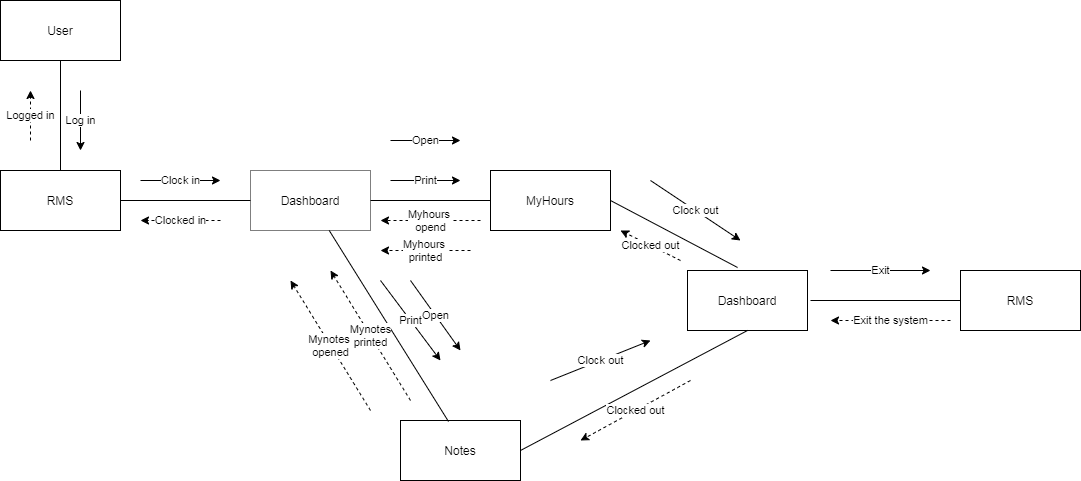 User
Logged in
Log in
RMS
Clock in
Clocked in
Dashboard
Open
Print
Myhours
opend
Myhours
printed
MyHours
Clock out
Clocked out
Dashboard
Exit
Exit the system
RMS
Print
Open
Mynotes
printed
Mynotes
opened
Clock out
Clocked out
Notes